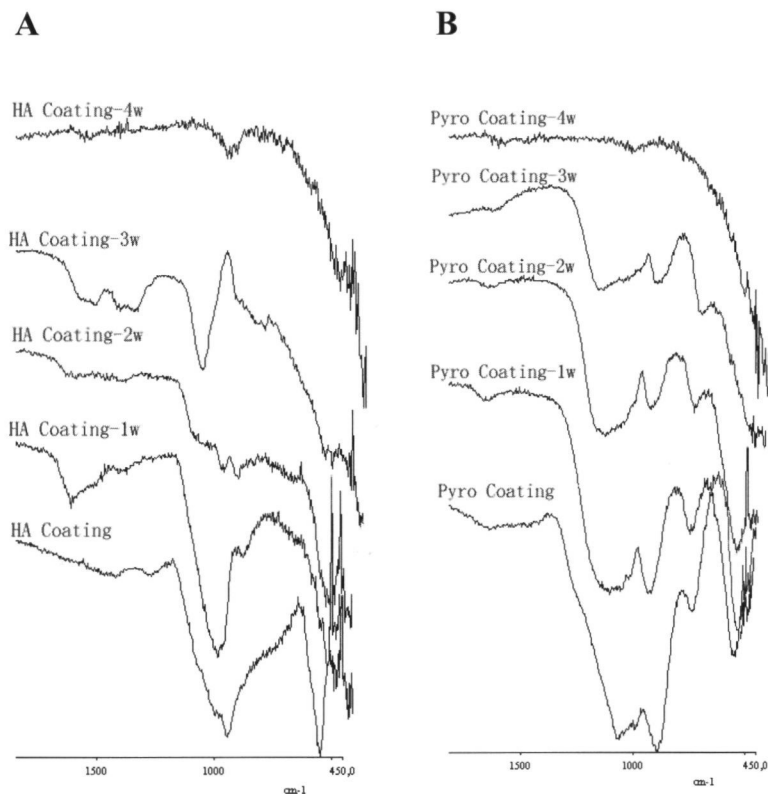 A
HA Coating-4w
HA Coating-3w
HA Coating-2w
HA Coating-1w
HA Coating
1500 1000 450,0
cm-1
B
Pyro Coating-4w
Pyro Coating-3w
Pyro Coating-2w
Pyro Coating-1w
Pyro Coating
1500 1000 450,0
cm-1